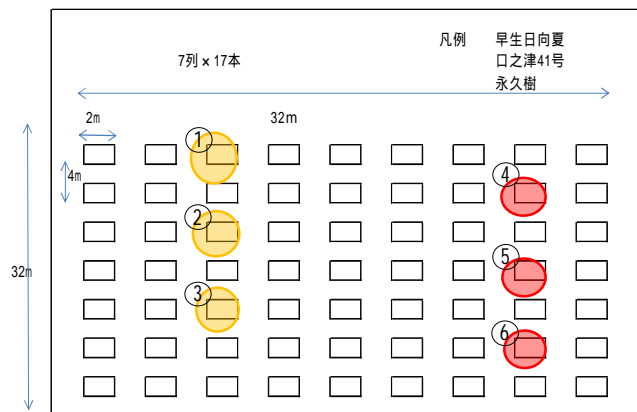 凡例 早生日向夏
7列×17本 口之津41号
永久樹
2m 32m
①
4m
④
②
⑤
32m
③
⑥